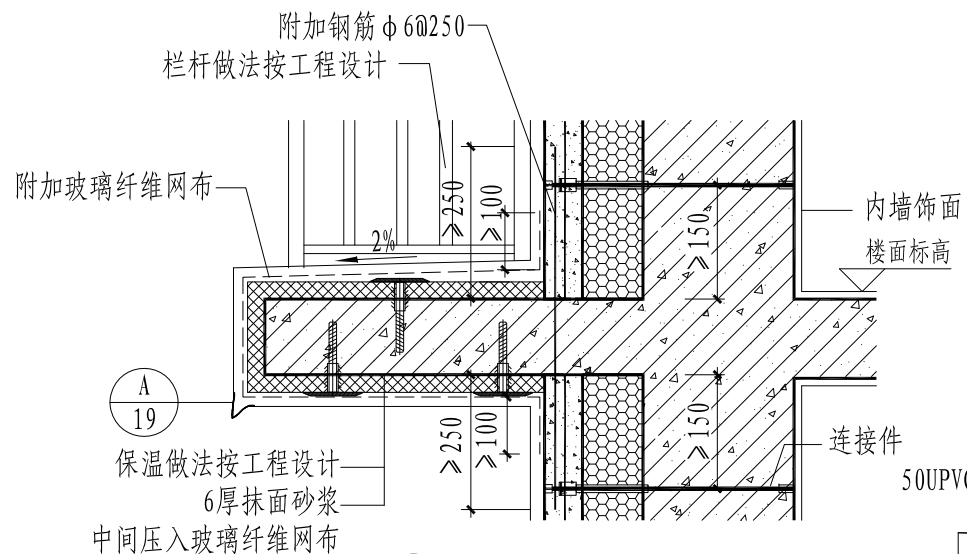 附加钢筋ф6@250
栏杆做法按工程设计
附加玻璃纤维网布
2%
≥250
≥100
≥150
内墙饰面
楼面标高
A
19
≥250
≥100
≥150
连接件
保温做法按工程设计
6厚抹面砂浆
中间压入玻璃纤维网布
50UPVC